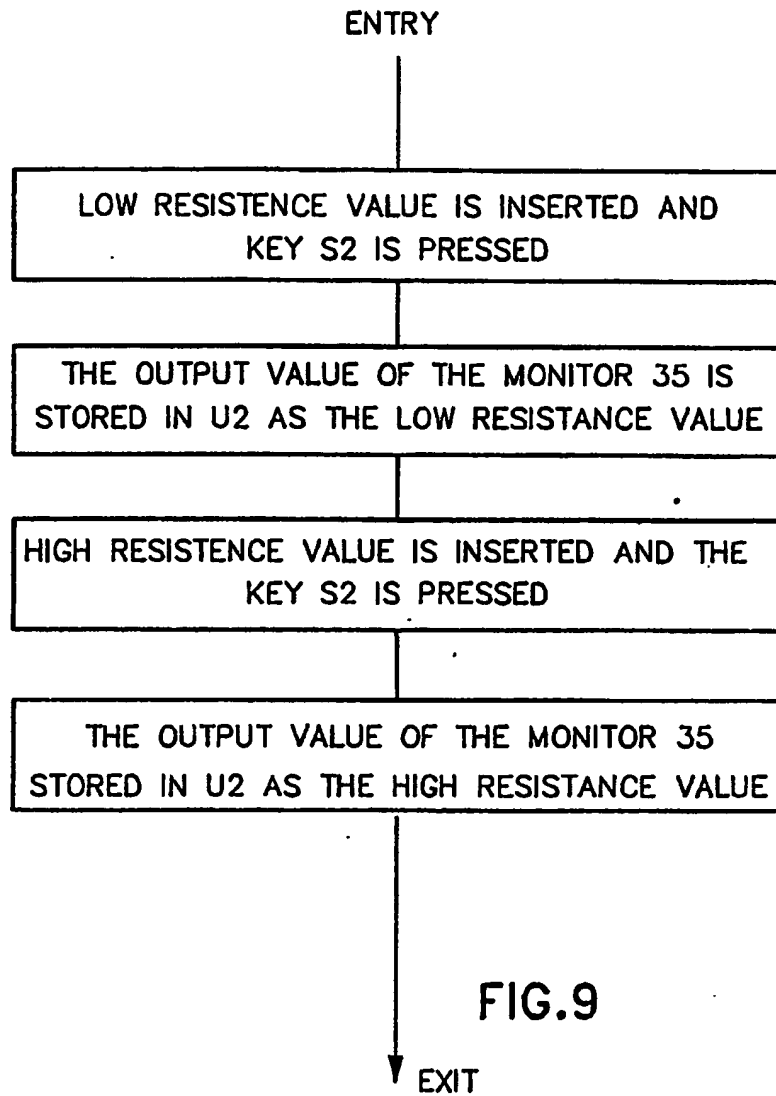 ENTRY
LOW RESISTENCE VALUE IS INSERTED AND
KEY S2 IS PRESSED
THE OUTPUT VALUE OF THE MONITOR 35 IS
STORED IN U2 AS THE LOW RESISTANCE VALUE
HIGH RESISTENCE VALUE IS INSERTED AND THE
KEY S2 IS PRESSED
THE OUTPUT VALUE OF THE MONITOR 35
STORED IN U2 AS THE HIGH RESISTANCE VALUE
FIG.9
EXIT